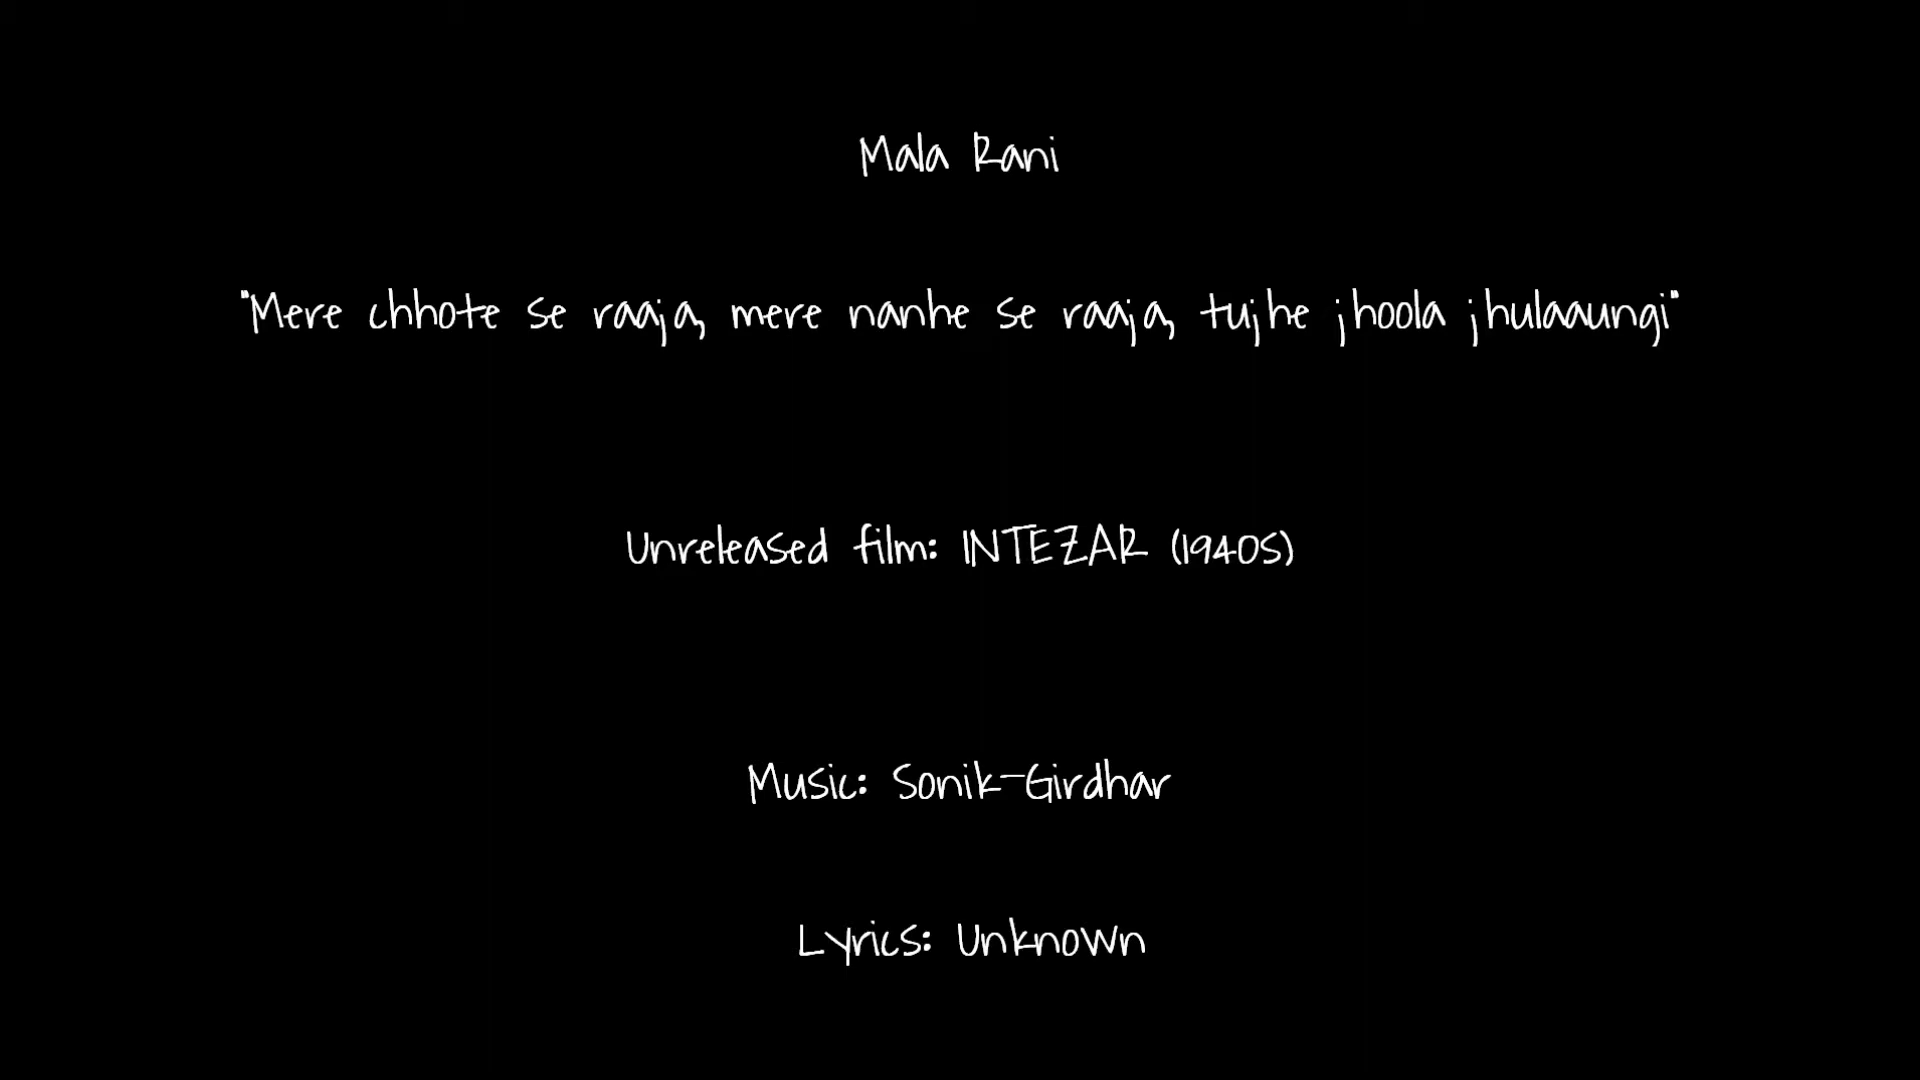 Mala Rani
"Mere chhote se raaja, mere nanhe se raaja, tujhe jhoola jhulaaungi"
Unreleased film: INTEZAR (1940s)
Music: Sonik-Girdhar
Lyrics: Unknown